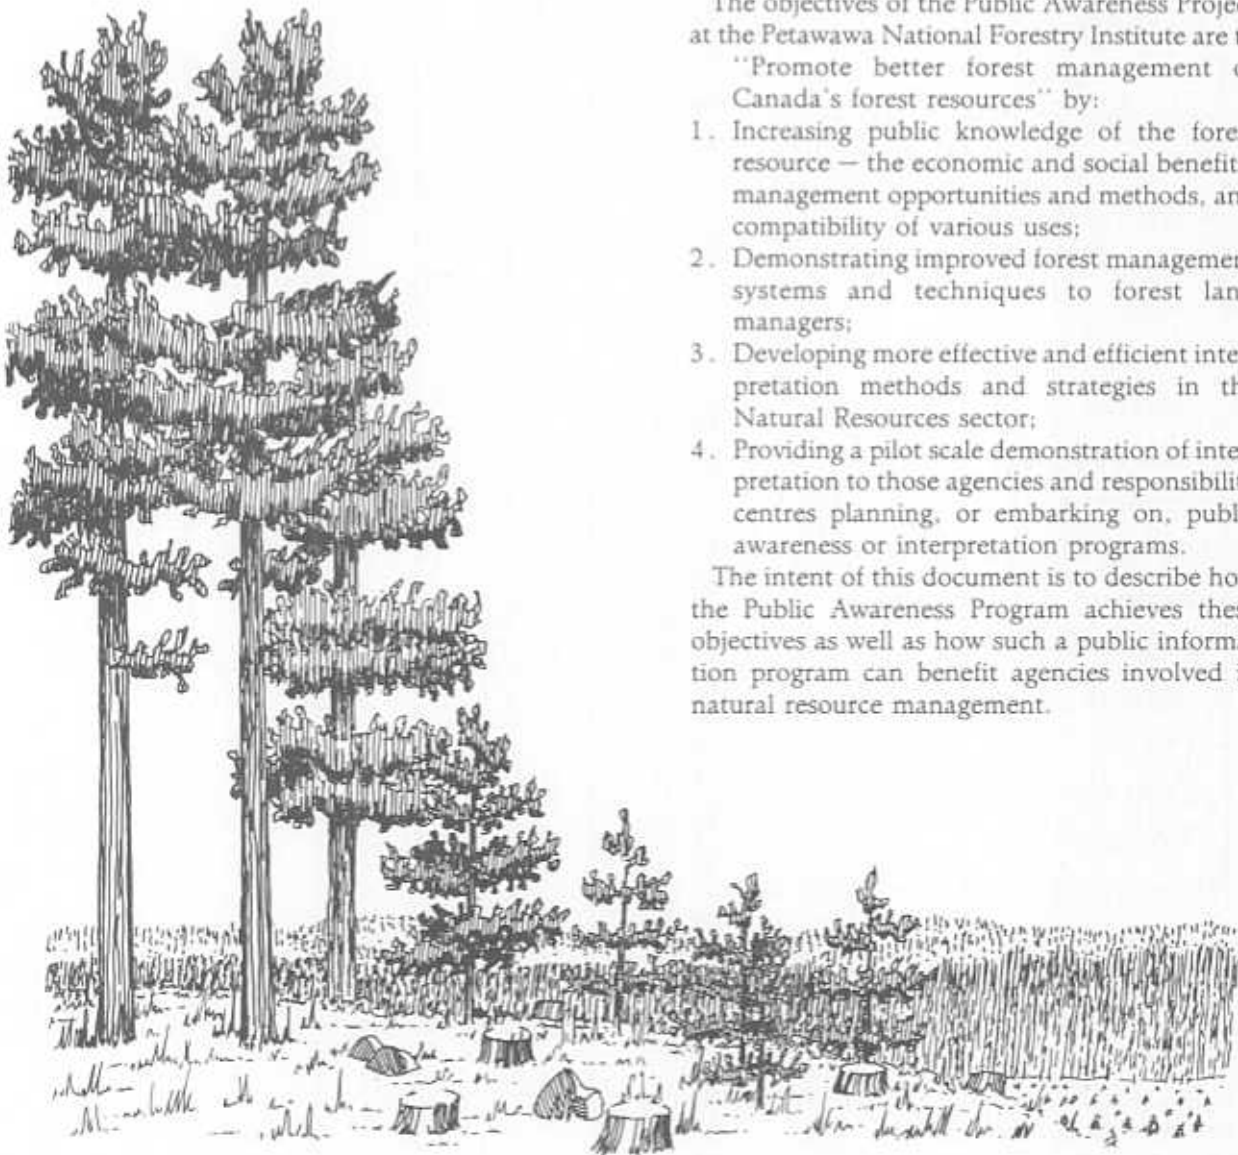 The objectives of the Public Awareness Projec
at the Petawawa National Forestry Institute are t
"Promote better forest management o
Canada's forest resources" by:
1. Increasing public knowledge of the fore
resource — the economic and social benefit
management opportunities and methods, an
compatibility of various uses;
2. Demonstrating improved forest managemen
systems and techniques to forest lan
managers;
3. Developing more effective and efficient inte
pretation methods and strategies in th
Natural Resources sector;
4. Providing a pilot scale demonstration of inte
pretation to those agencies and responsibilit
centres planning, or embarking on, publ
awareness or interpretation programs.
The intent of this document is to describe ho
the Public Awareness Program achieves thes
objectives as well as how such a public informa
tion program can benefit agencies involved i
natural resource management.